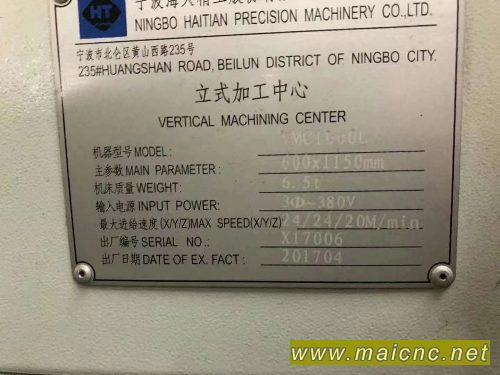 HT
NINGBO HAITIAN PRECISION MACHINERY CO.,LTD.
宁波市北仑区黄山西路235号
235#HUANGSHAN ROAD, BEILUN DISTRICT OF NINGBO CITY.
立式加工中心
VERTICAL MACHINING CENTER
机器型号 MODEL:
主参数 MAIN PARAMETER: 600x1150mm
机床质量 WEIGHT: 6.5t
输入电源 INPUT POWER: 3Φ~380V
最大进给速度(X/Y/Z)MAX SPEED(X/Y/Z) 24/24/20M/min
出厂编号 SERIAL NO.: X17006
出厂日期 DATE OF EX. FACT: 201704
www.maicnc.net